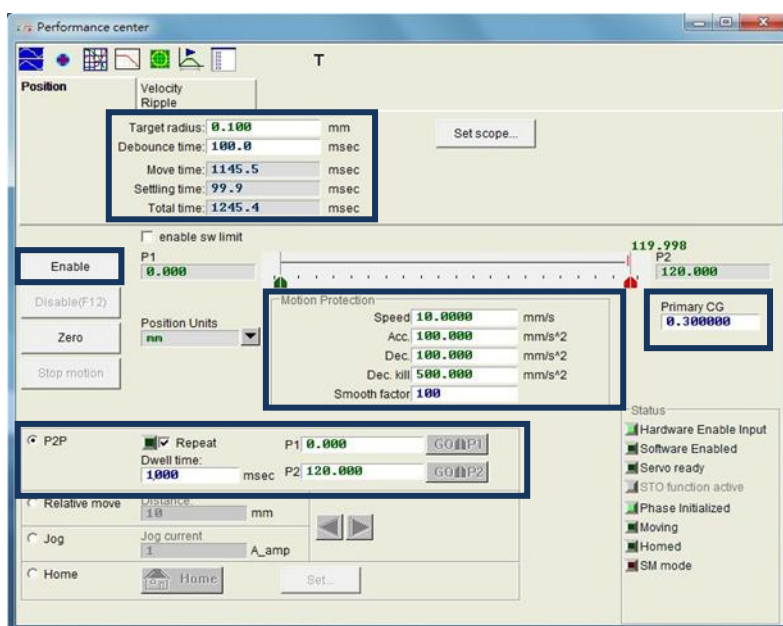 Performance center
T
Position
Velocity
Ripple
Target radius: 0.100 mm
Debounce time: 100.0 msec
Move time: 1145.5 msec
Settling time: 99.9 msec
Total time: 1245.4 msec
Set scope...
enable sw limit
119.998
Enable
P1
P2
0.000
120.000
Disable(F12)
Motion Protection
Primary CG
0.300000
Speed 10.0000 mm/s
Position Units
mm
Acc. 100.000 mm/s^2
Zero
Dec. 100.000 mm/s^2
Dec. kill 500.000 mm/s^2
Stop motion
Smooth factor 100
Status
Hardware Enable Input
Software Enabled
Servo ready
STO function active
Phase Initialized
Moving
Homed
SM mode
P2P
Repeat
P1 0.000 GO P1
Dwell time:
1000 msec
P2 120.000 GO P2
Relative move
Distance:
10 mm
Jog
Jog current
1 A_amp
Home
Home
Set...